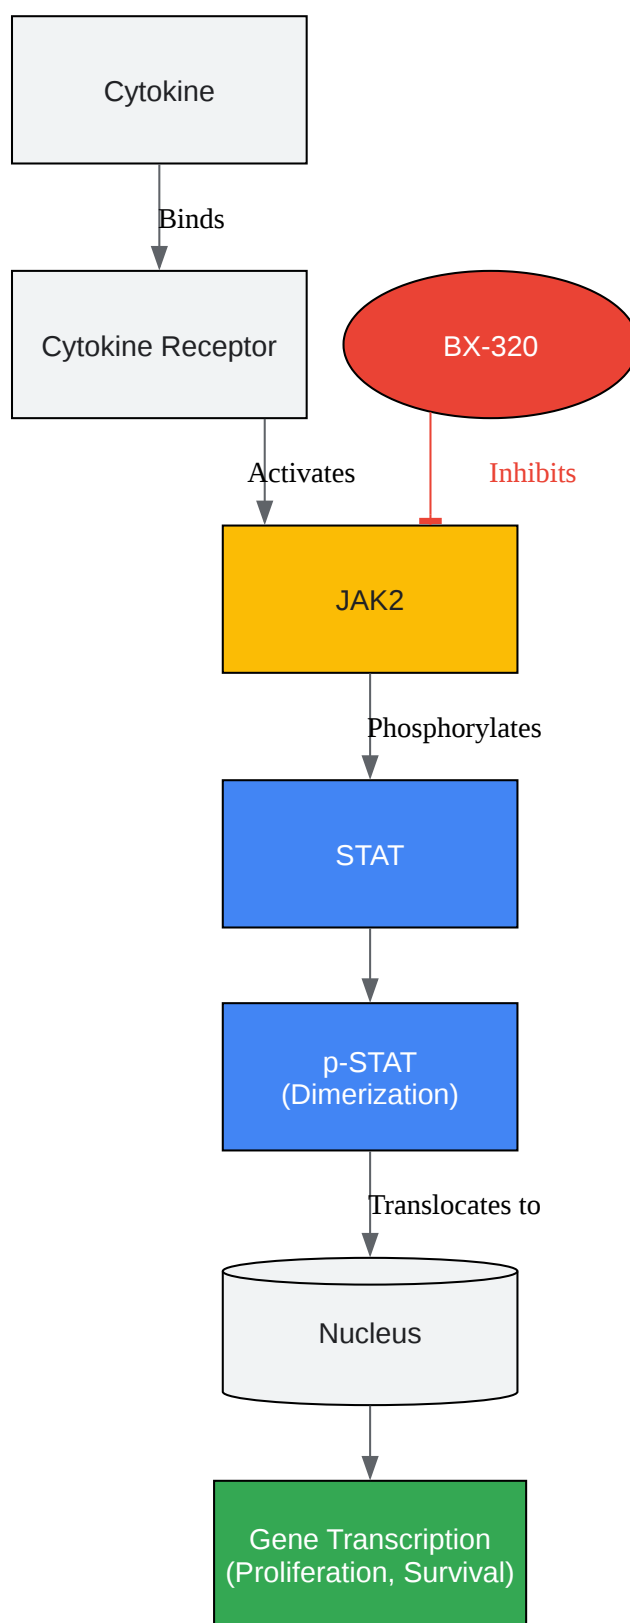 Cytokine
Binds
Cytokine Receptor
BX-320
Activates
Inhibits
JAK2
Phosphorylates
STAT
p-STAT
(Dimerization)
Translocates to
Nucleus
Gene Transcription
(Proliferation, Survival)